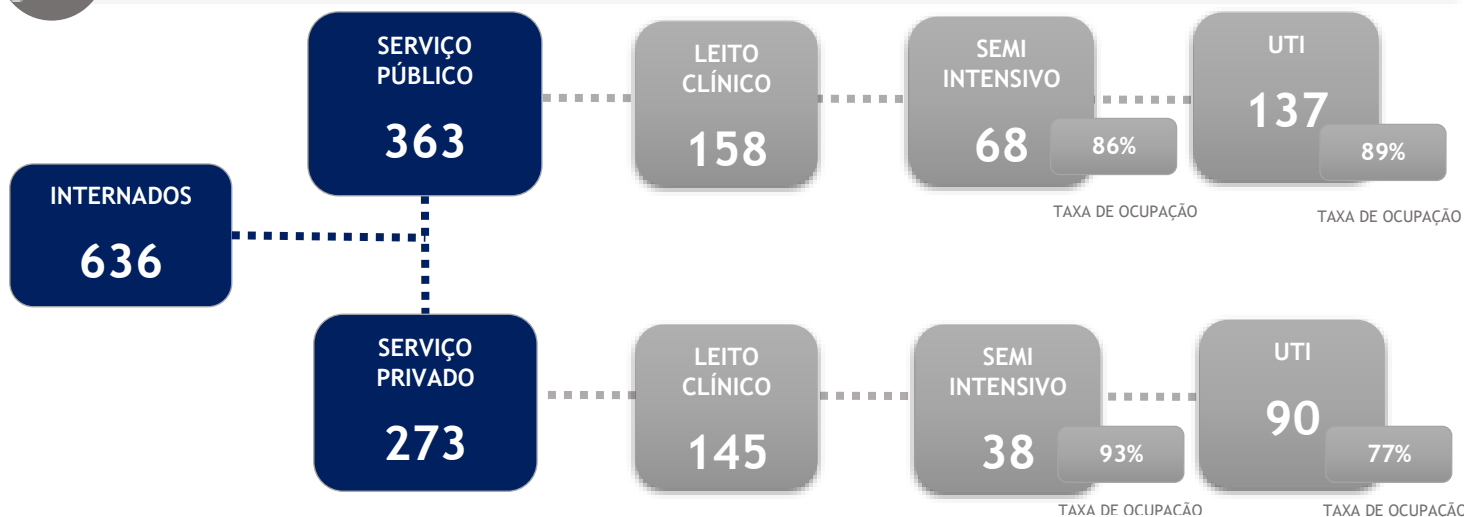 INTERNADOS
636
SERVIÇO
PÚBLICO
363
LEITO
CLÍNICO
158
SEMI
INTENSIVO
68
86%
TAXA DE OCUPAÇÃO
UTI
137
89%
TAXA DE OCUPAÇÃO
SERVIÇO
PRIVADO
273
LEITO
CLÍNICO
145
SEMI
INTENSIVO
38
93%
TAXA DE OCUPAÇÃO
UTI
90
77%
TAXA DE OCUPAÇÃO